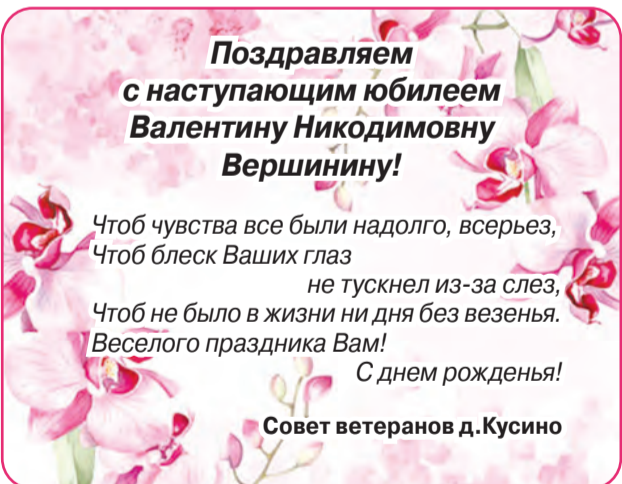 Поздравляем
с наступающим юбилеем
Валентину Никодимовну
Вершинину!
Чтоб чувства все были надолго, всерьез,
Чтоб блеск Ваших глаз
не тускнел из-за слез,
Чтоб не было в жизни ни дня без везенья.
Веселого праздника Вам!
С днем рожденья!
Совет ветеранов д.Кусино